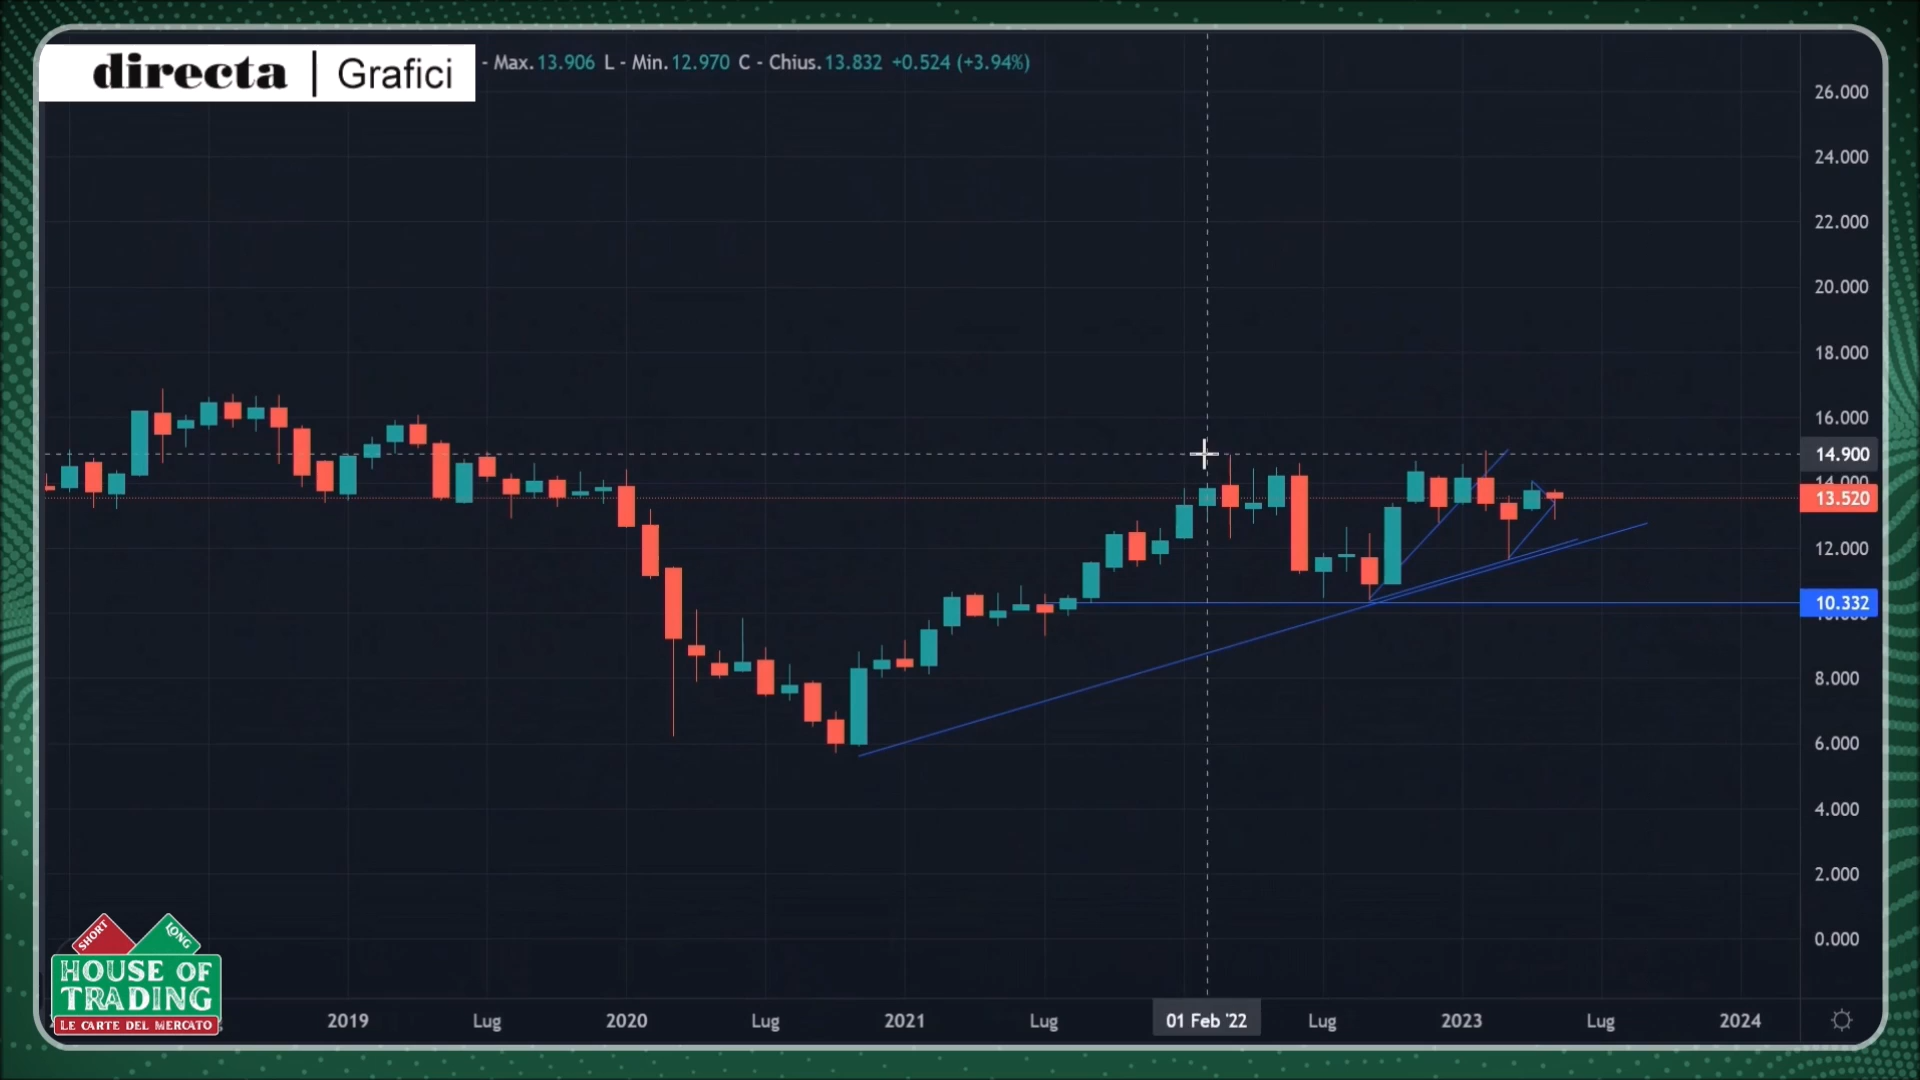 directa | Grafici
- Max.13.906 L - Min.12.970 C - Chius.13.832 +0.524 (+3.94%)
26.000
24.000
22.000
20.000
18.000
16.000
14.900
14.000
13.520
12.000
10.332
8.000
6.000
4.000
2.000
0.000
SHORT
LONG
HOUSE OF
TRADING
LE CARTE DEL MERCATO
2019 Lug 2020 Lug 2021 Lug 01 Feb '22 Lug 2023 Lug 2024